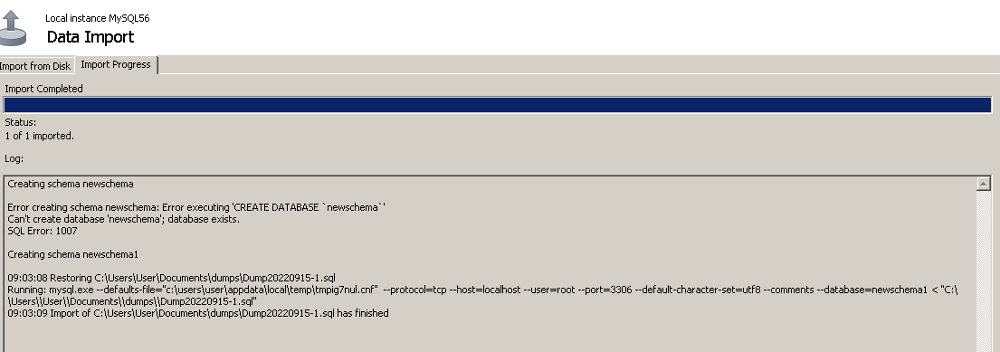 Local instance MySQL56
Data Import
Import from Disk
Import Progress
Import Completed
Status:
1 of 1 imported.
Log:
Creating schema newschema
Error creating schema newschema: Error executing 'CREATE DATABASE `newschema`'
Can't create database 'newschema'; database exists.
SQL Error: 1007
Creating schema newschema1
09:03:08 Restoring C:\Users\User\Documents\dumps\Dump20220915-1.sql
Running: mysql.exe --defaults-file="c:\users\user\appdata\local\temp\tmpig7nul.cnf"  --protocol=tcp --host=localhost --user=root --port=3306 --default-character-set=utf8 --comments --database=newschema1 < "C:\
\Users\\User\\Documents\\dumps\\Dump20220915-1.sql"
09:03:09 Import of C:\Users\User\Documents\dumps\Dump20220915-1.sql has finished